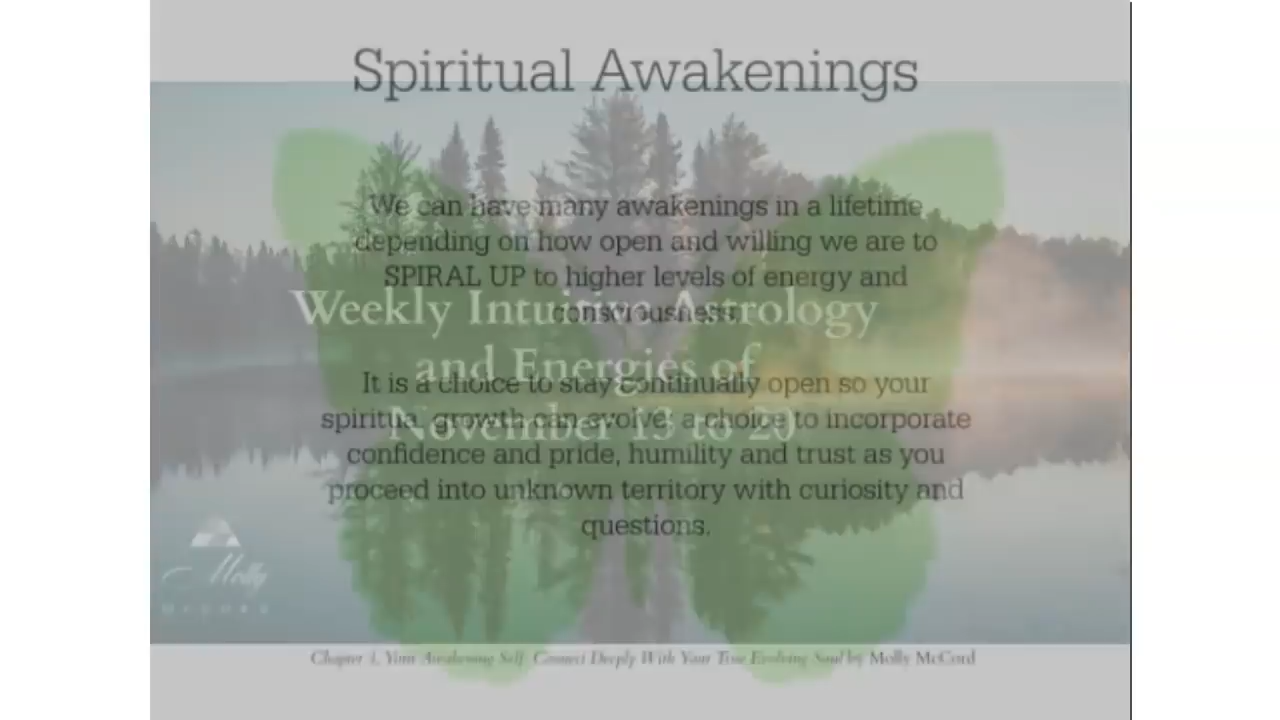 Spiritual Awakenings
We can have many awakenings in a lifetime
depending on how open and willing we are to
SPIRAL UP to higher levels of energy and
consciousness.
Weekly Intuitive Astrology
and Energies of
November 13 to 20
It is a choice to stay continually open so your
spiritual growth can evolve; a choice to incorporate
confidence and pride, humility and trust as you
proceed into unknown territory with curiosity and
questions.
Molly
McCord
Chapter 1, Your Awakening Self: Connect Deeply With Your True Evolving Soul by Molly McCord